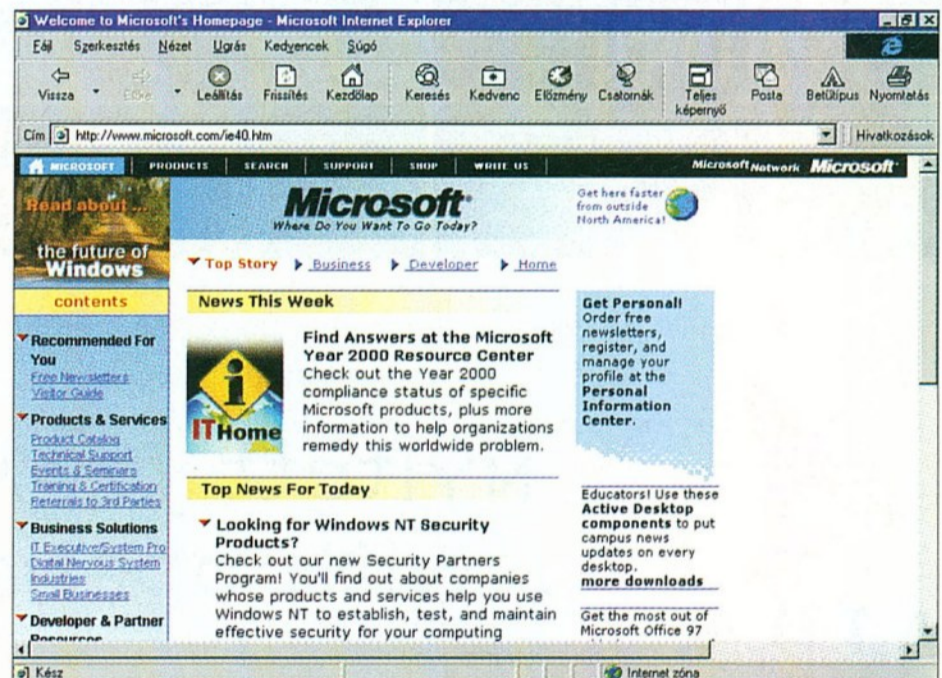 Welcome to Microsoft's Homepage - Microsoft Internet Explorer
Fájl Szerkesztés Nézet Ugrás Kedvencek Súgó
Vissza Előre Leállítás Frissítés Kezdőlap Keresés Kedvenc Előzmény Csatornák Teljes képernyő Posta Betűtípus Nyomtatás
Cím http://www.microsoft.com/ie40.htm Hivatkozások
MICROSOFT PRODUCTS SEARCH SUPPORT SHOP WRITE US Microsoft Network Microsoft
Read about ...
the future of
Windows
Microsoft
Where Do You Want To Go Today?
Get here faster
from outside
North America!
Top Story Business Developer Home
contents
Recommended For
You
Free Newsletters
Visitor Guide
Products & Services
Product Catalog
Technical Support
Events & Seminars
Training & Certification
Referrals to 3rd Parties
Business Solutions
IT Executive/System Pro
Digital Nervous System
Industries
Small Businesses
Developer & Partner
Resources
News This Week
IT Home
Find Answers at the Microsoft
Year 2000 Resource Center
Check out the Year 2000
compliance status of specific
Microsoft products, plus more
information to help organizations
remedy this worldwide problem.
Top News For Today
Looking for Windows NT Security
Products?
Check out our new Security Partners
Program! You'll find out about companies
whose products and services help you use
Windows NT to establish, test, and maintain
effective security for your computing
Get Personal!
Order free
newsletters,
register, and
manage your
profile at the
Personal
Information
Center.
Educators! Use these
Active Desktop
components to put
campus news
updates on every
desktop.
more downloads
Get the most out of
Microsoft Office 97
Kész Internet zóna